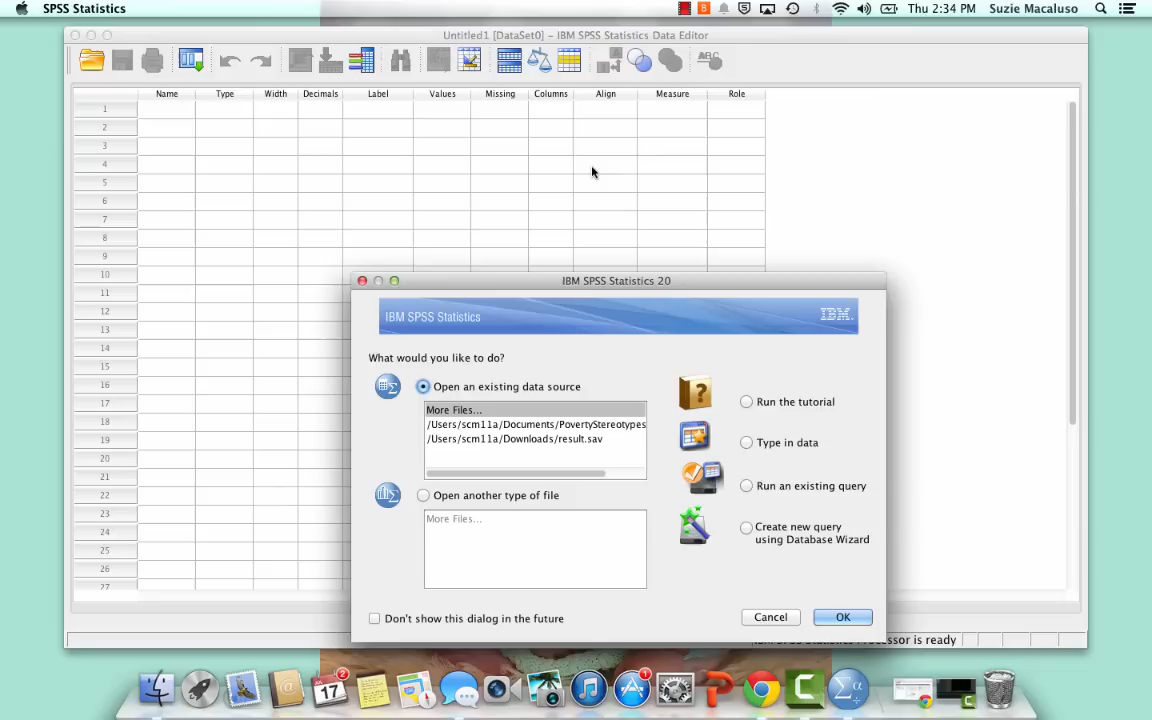 SPSS Statistics
8
5
Thu 2:34 PM
Suzie Macaluso
Untitled1 [DataSet0] – IBM SPSS Statistics Data Editor
ABC
Name Type Width Decimals Label Values Missing Columns Align Measure Role
1
2
3
4
5
6
7
8
9
10
11
12
13
14
15
16
17
18
19
20
21
22
23
24
25
26
27
IBM SPSS Statistics 20
IBM SPSS Statistics
IBM.
What would you like to do?
Open an existing data source
More Files...
/Users/scm11a/Documents/PovertyStereotypes
/Users/scm11a/Downloads/result.sav
Open another type of file
More Files...
Run the tutorial
Type in data
Run an existing query
Create new query
using Database Wizard
Don't show this dialog in the future
Cancel
OK
Processor is ready
2
17
1